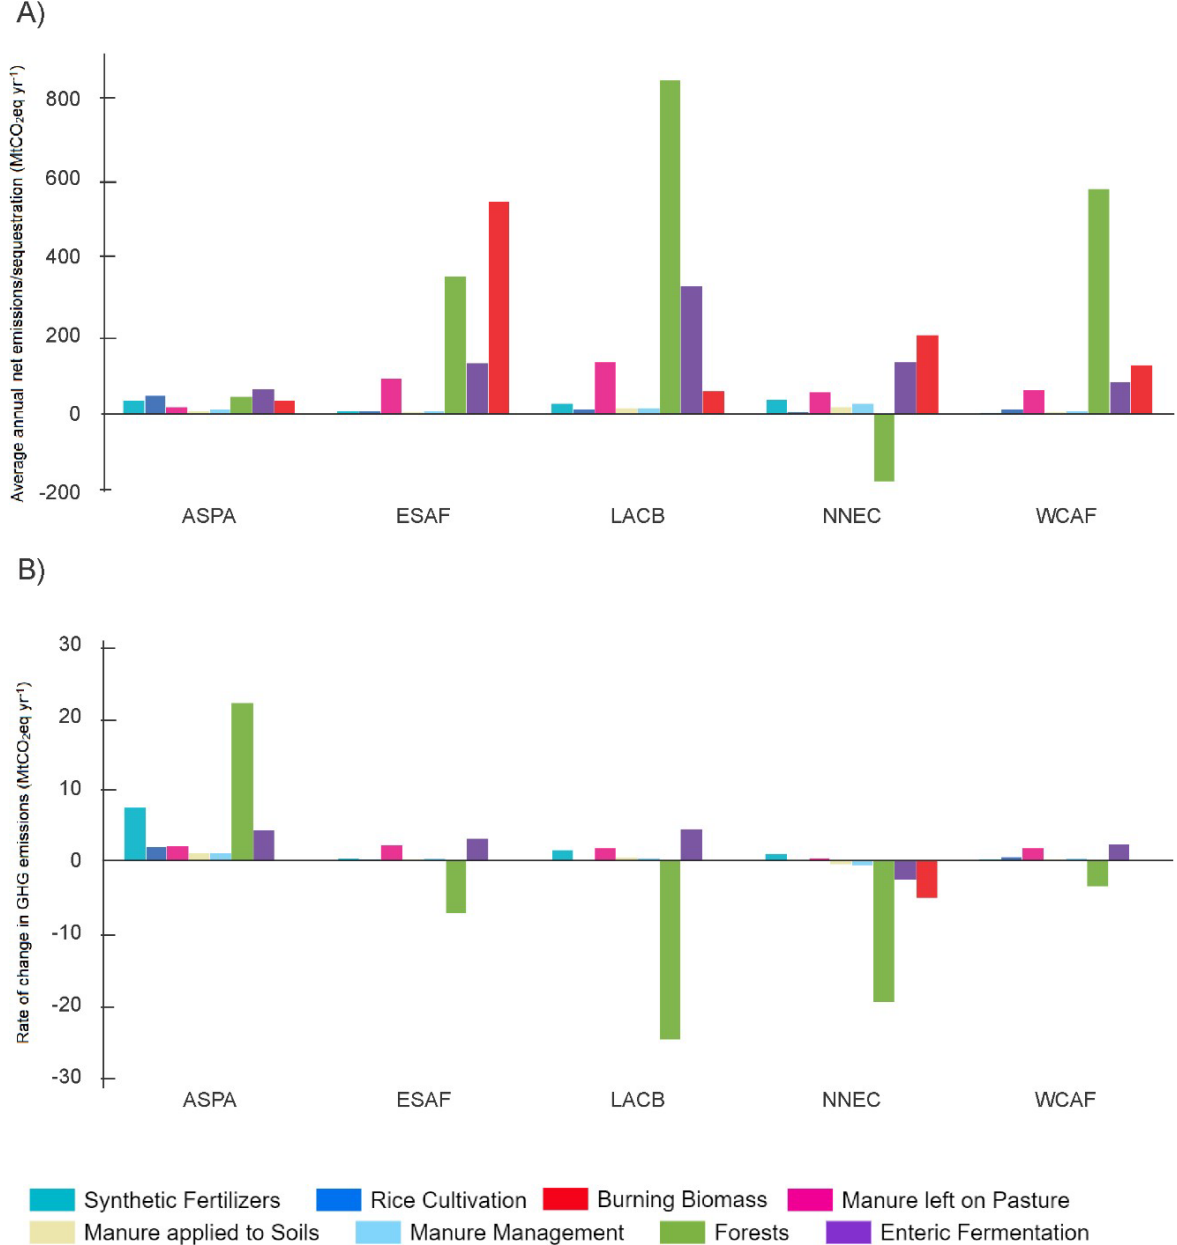 A)
Average annual net emissions/sequestration (MtCO₂eq yr⁻¹)
800
600
400
200
0
-200
ASPA ESAF LACB NNEC WCAF
B)
Rate of change in GHG emissions (MtCO₂eq yr⁻¹)
30
20
10
0
-10
-20
-30
ASPA ESAF LACB NNEC WCAF
Synthetic Fertilizers Rice Cultivation Burning Biomass Manure left on Pasture
Manure applied to Soils Manure Management Forests Enteric Fermentation